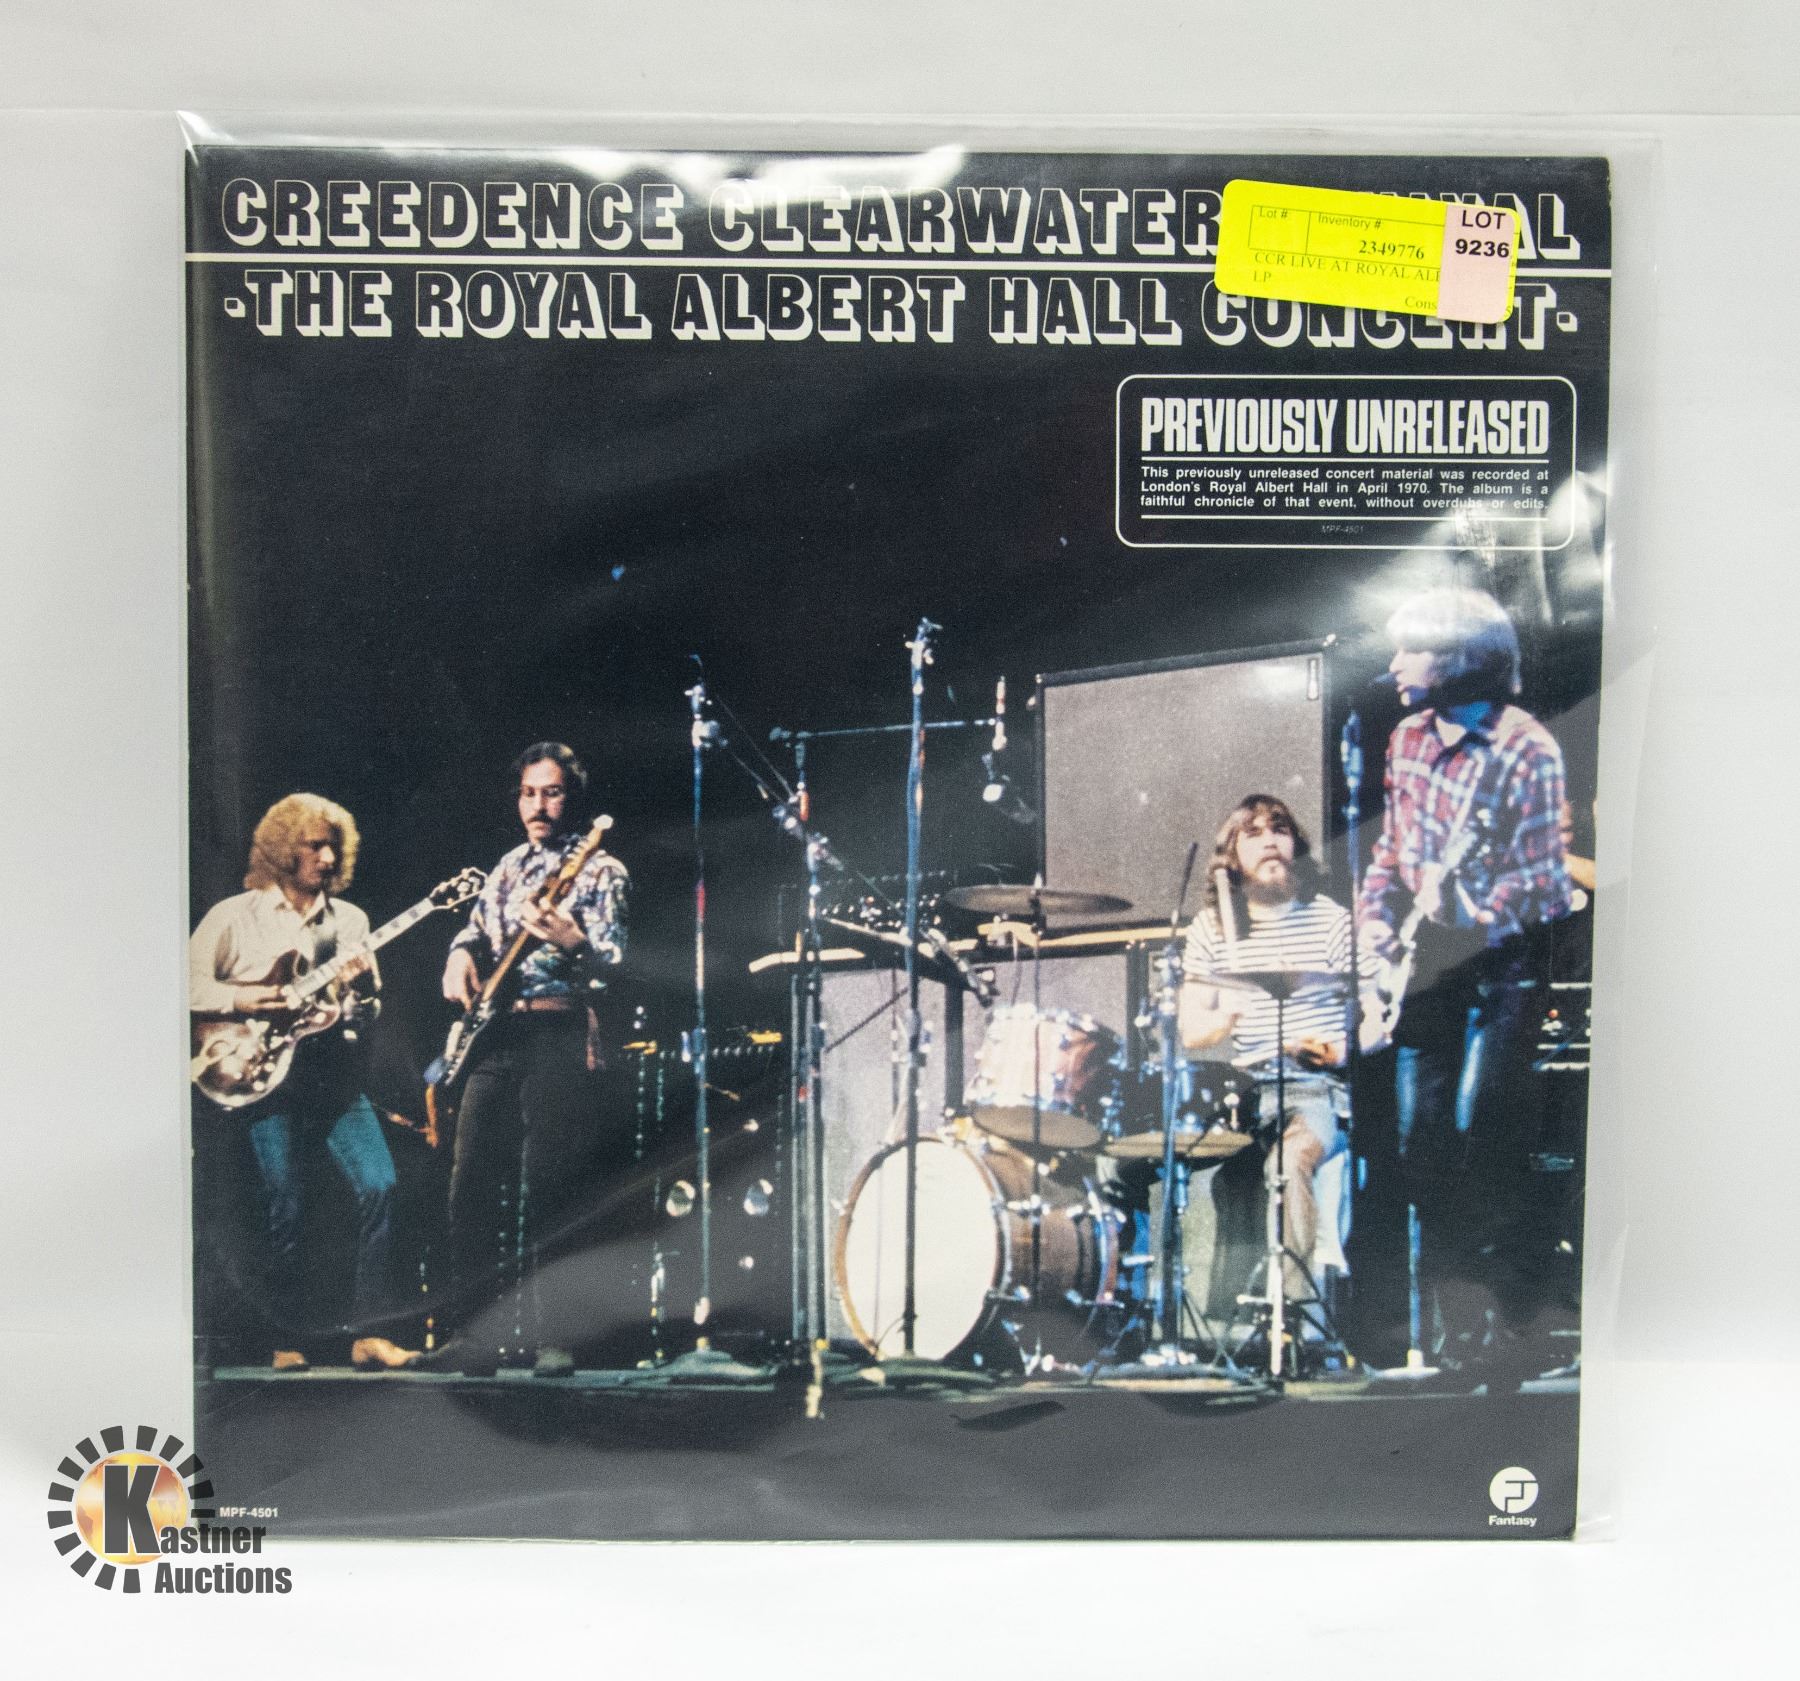 CREEDENCE CLEARWATER
-THE ROYAL ALBERT HALL CONCERT-
Lot #: Inventory # LOT
2349776 9236
CCR LIVE AT ROYAL
LP
PREVIOUSLY UNRELEASED
This previously unreleased concert material was recorded at
London's Royal Albert Hall in April 1970. The album is a
faithful chronicle of that event, without overdubs or edits.
MPF-4501
MPF-4501
Fantasy
Kastner
Auctions